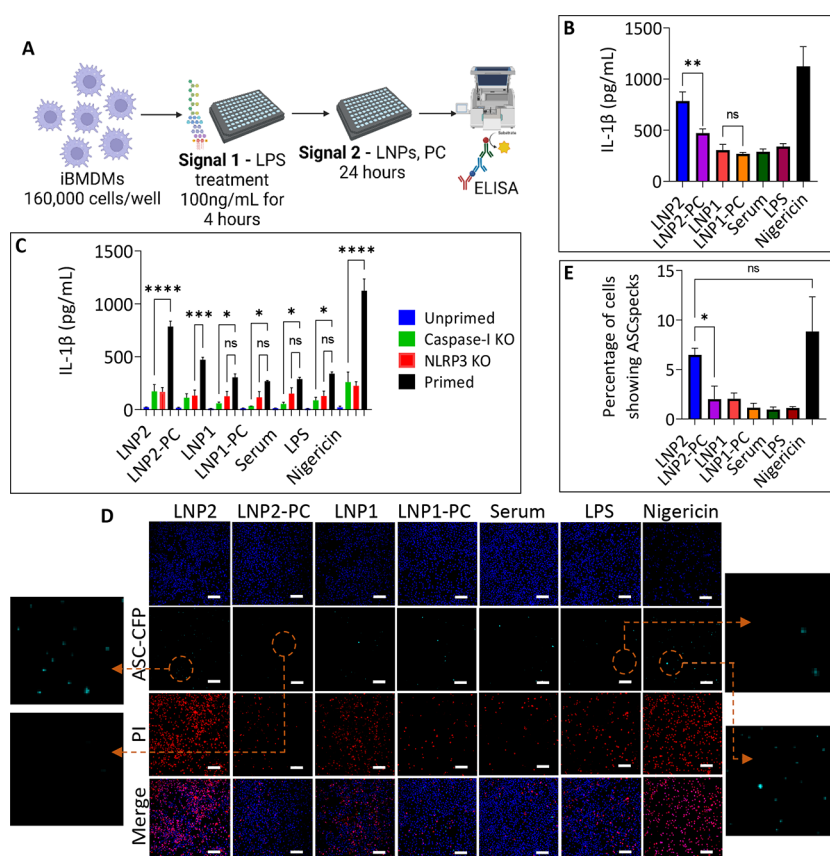 A
iBMDMs
160,000 cells/well
Signal 1 - LPS
treatment
100ng/mL for
4 hours
Signal 2 - LNPs, PC
24 hours
Substrate
ELISA
B
IL-1β (pg/mL)
1500
1000
500
0
**
ns
LNP2
LNP2-PC
LNP1
LNP1-PC
Serum
LPS
Nigericin
C
IL-1β (pg/mL)
1500
1000
500
0
****
***
*
ns
*
ns
*
ns
*
ns
****
LNP2
LNP2-PC
LNP1
LNP1-PC
Serum
LPS
Nigericin
Unprimed
Caspase-I KO
NLRP3 KO
Primed
E
Percentage of cells
showing ASCspecks
15
10
5
0
ns
*
LNP2
LNP2-PC
LNP1
LNP1-PC
Serum
LPS
Nigericin
D
LNP2 LNP2-PC LNP1 LNP1-PC Serum LPS Nigericin
ASC-CFP
PI
Merge